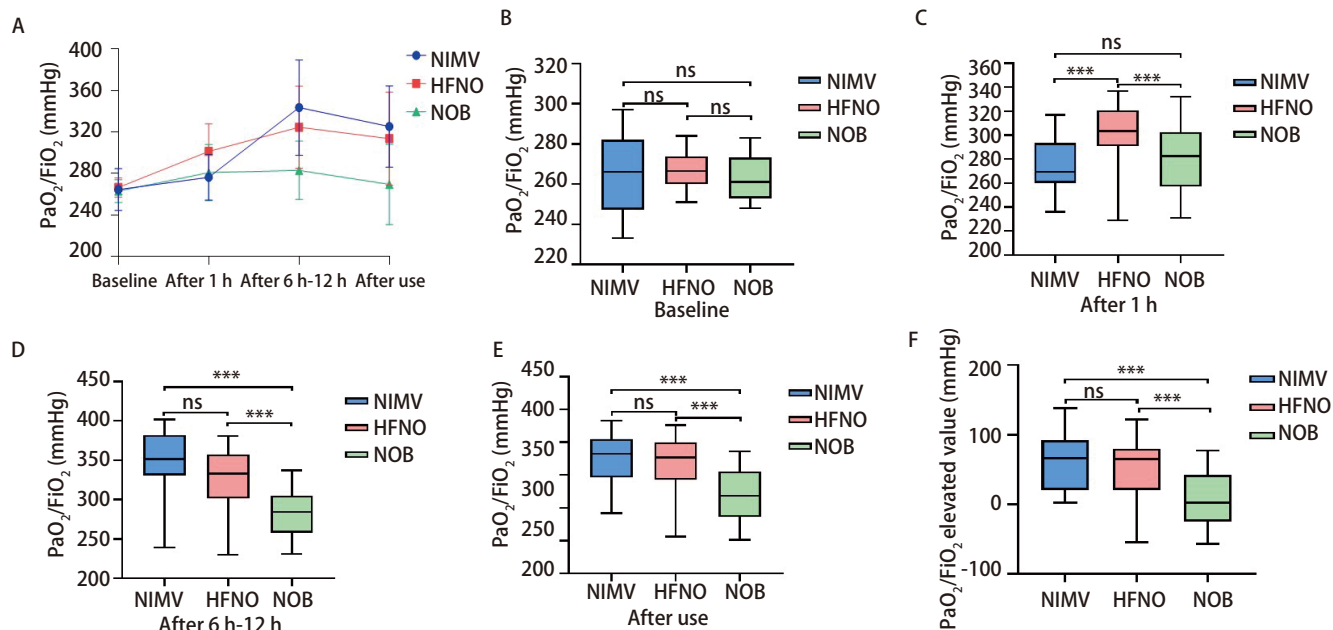 A
PaO2/FiO2 (mmHg)
400
360
320
280
240
200
Baseline After 1 h After 6 h-12 h After use
NIMV
HFNO
NOB
B
PaO2/FiO2 (mmHg)
320
300
280
260
240
220
ns
ns ns
NIMV HFNO NOB
Baseline
NIMV
HFNO
NOB
C
PaO2/FiO2 (mmHg)
360
340
320
300
280
260
240
220
200
ns
*** ***
NIMV HFNO NOB
After 1 h
NIMV
HFNO
NOB
D
PaO2/FiO2 (mmHg)
450
400
350
300
250
200
***
ns ***
NIMV HFNO NOB
After 6 h-12 h
NIMV
HFNO
NOB
E
PaO2/FiO2 (mmHg)
450
400
350
300
250
200
***
ns ***
NIMV HFNO NOB
After use
NIMV
HFNO
NOB
F
PaO2/FiO2 elevated value (mmHg)
200
100
0
-100
***
ns ***
NIMV HFNO NOB
NIMV
HFNO
NOB